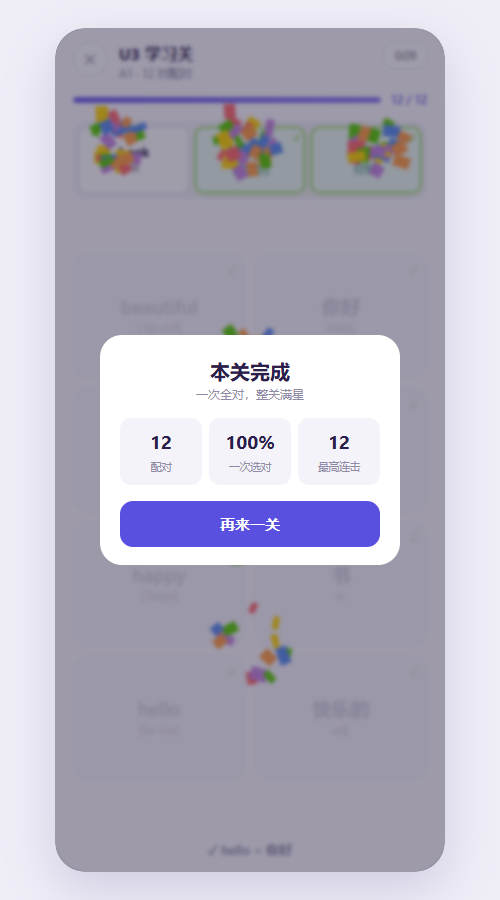 U3 学习关
12 / 12
beautiful
你好
本关完成
一次全对，整关满星
12
100%
12
配对
一次选对
最高连击
再来一关
happy
书
hello
快乐的
✓ hello = 你好